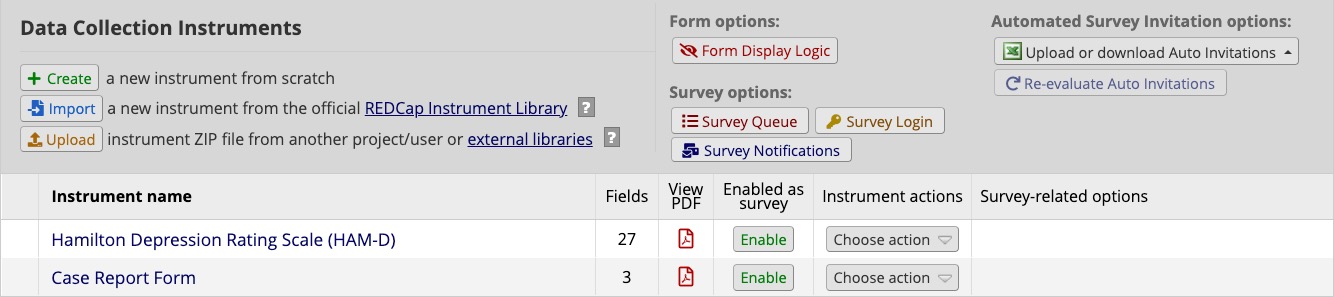 Data Collection Instruments
Create a new instrument from scratch
Import a new instrument from the official REDCap Instrument Library ?
Upload instrument ZIP file from another project/user or external libraries ?
Form options:
Form Display Logic
Survey options:
Survey Queue Survey Login
Survey Notifications
Automated Survey Invitation options:
Upload or download Auto Invitations
Re-evaluate Auto Invitations
Instrument name Fields View PDF Enabled as survey Instrument actions Survey-related options
Hamilton Depression Rating Scale (HAM-D) 27 Enable Choose action
Case Report Form 3 Enable Choose action